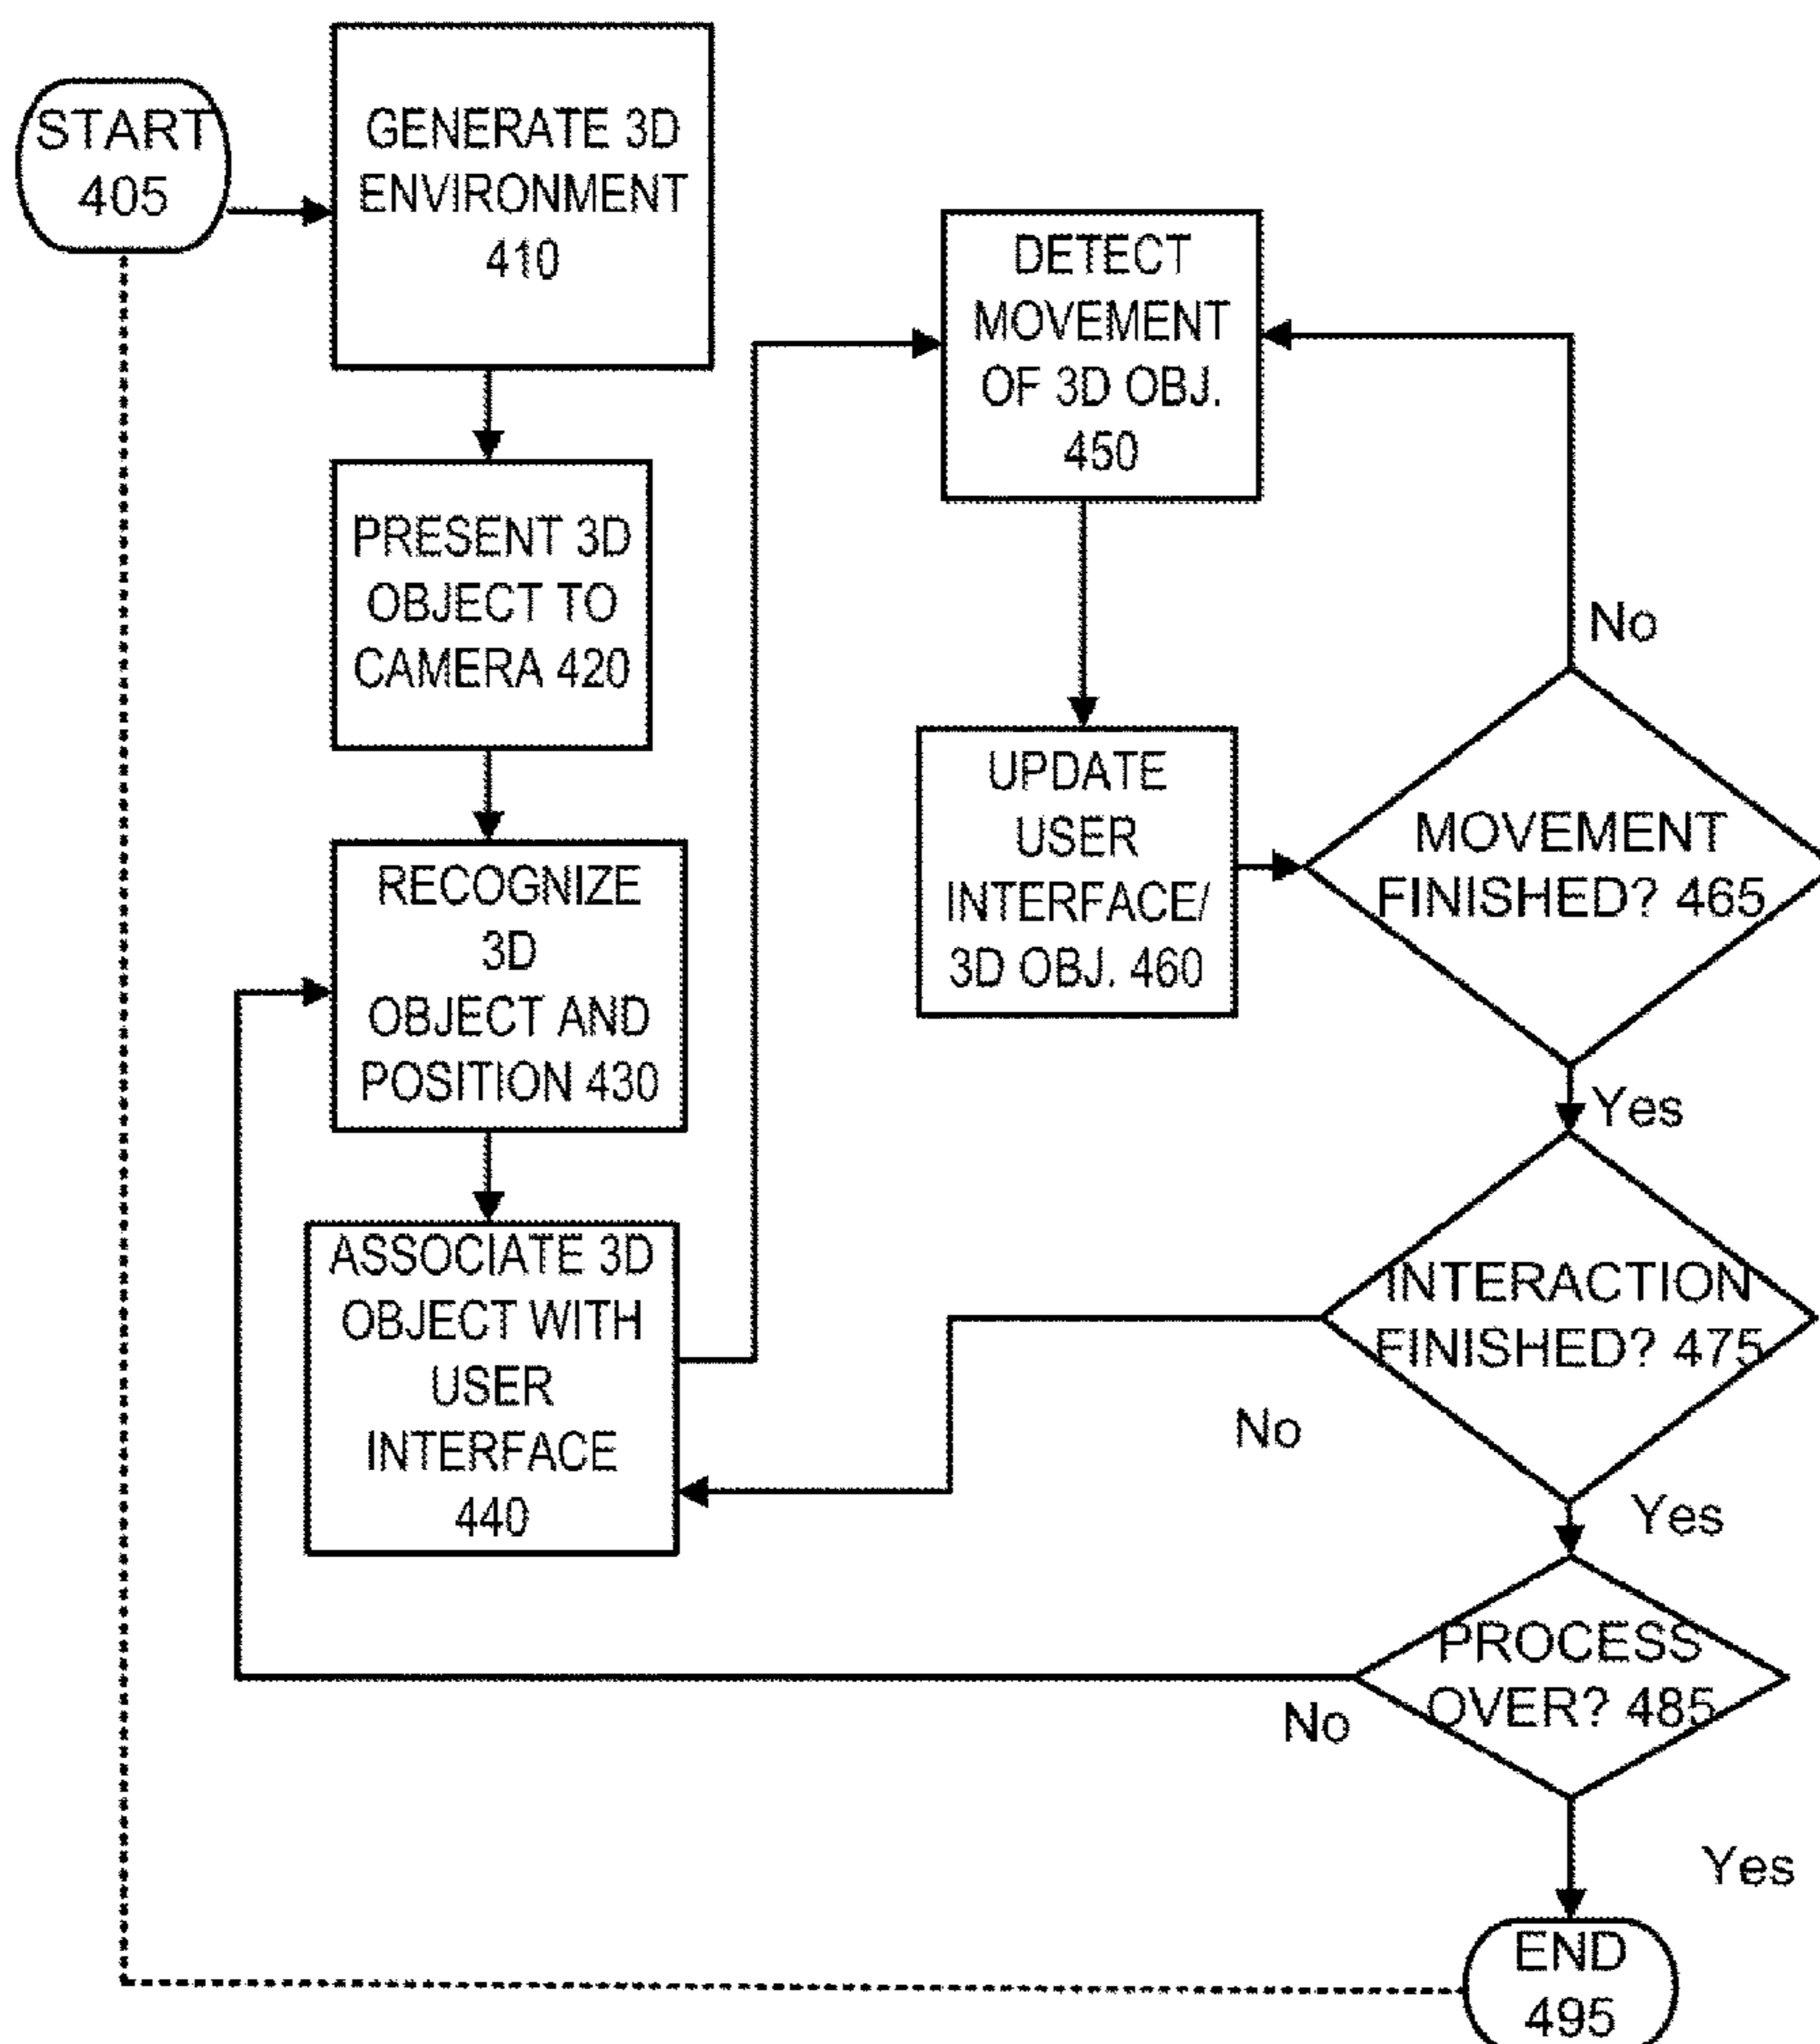 START
405
GENERATE 3D
ENVIRONMENT
410
PRESENT 3D
OBJECT TO
CAMERA 420
RECOGNIZE
3D
OBJECT AND
POSITION 430
ASSOCIATE 3D
OBJECT WITH
USER
INTERFACE
440
DETECT
MOVEMENT
OF 3D OBJ.
450
UPDATE
USER
INTERFACE/
3D OBJ. 460
No
MOVEMENT
FINISHED? 465
Yes
INTERACTION
FINISHED? 475
No
Yes
PROCESS
OVER? 485
No
Yes
END
495